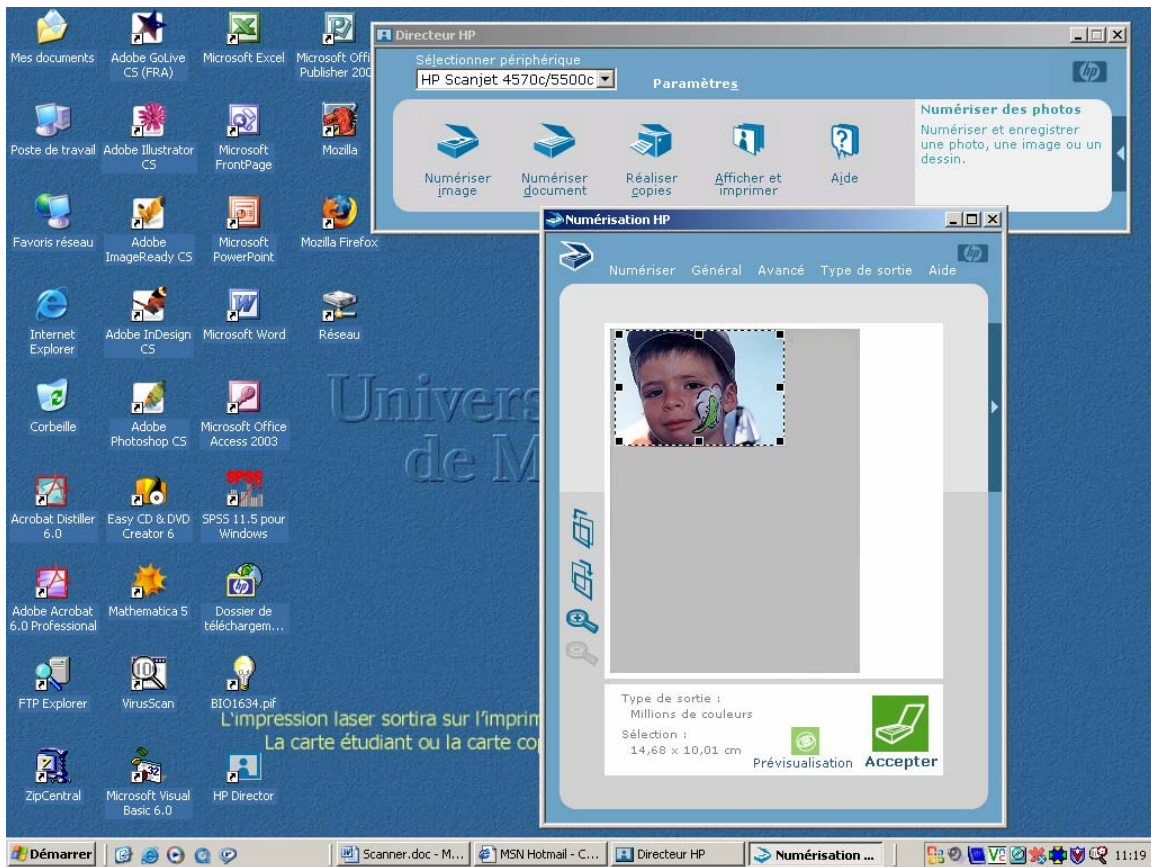 Mes documents
Adobe GoLive
CS (FRA)
Microsoft Excel
Microsoft Offi
Publisher 200
Poste de travail
Adobe Illustrator
CS
Microsoft
FrontPage
Mozilla
Favoris réseau
Adobe
ImageReady CS
Microsoft
PowerPoint
Mozilla Firefox
Internet
Explorer
Adobe InDesign
CS
Microsoft Word
Réseau
Corbeille
Adobe
Photoshop CS
Microsoft Office
Access 2003
Acrobat Distiller
6.0
Easy CD & DVD
Creator 6
SPSS
SPSS 11.5 pour
Windows
Adobe Acrobat
6.0 Professional
Mathematica 5
Dossier de
téléchargem...
FTP Explorer
VirusScan
BIO1634.pif
ZipCentral
Microsoft Visual
Basic 6.0
HP Director
Univers
de M
L'impression laser sortira sur l'imprim
La carte étudiant ou la carte co
Directeur HP
Sélectionner périphérique
HP Scanjet 4570c/5500c
Paramètres
hp
Numériser
image
Numériser
document
Réaliser
copies
Afficher et
imprimer
Aide
Numériser des photos
Numériser et enregistrer
une photo, une image ou un
dessin.
Numérisation HP
hp
Numériser Général Avancé Type de sortie Aide
Type de sortie :
Millions de couleurs
Sélection :
14,68 x 10,01 cm
Prévisualisation
Accepter
Démarrer
Scanner.doc - M...
MSN Hotmail - C...
Directeur HP
Numérisation ...
11:19